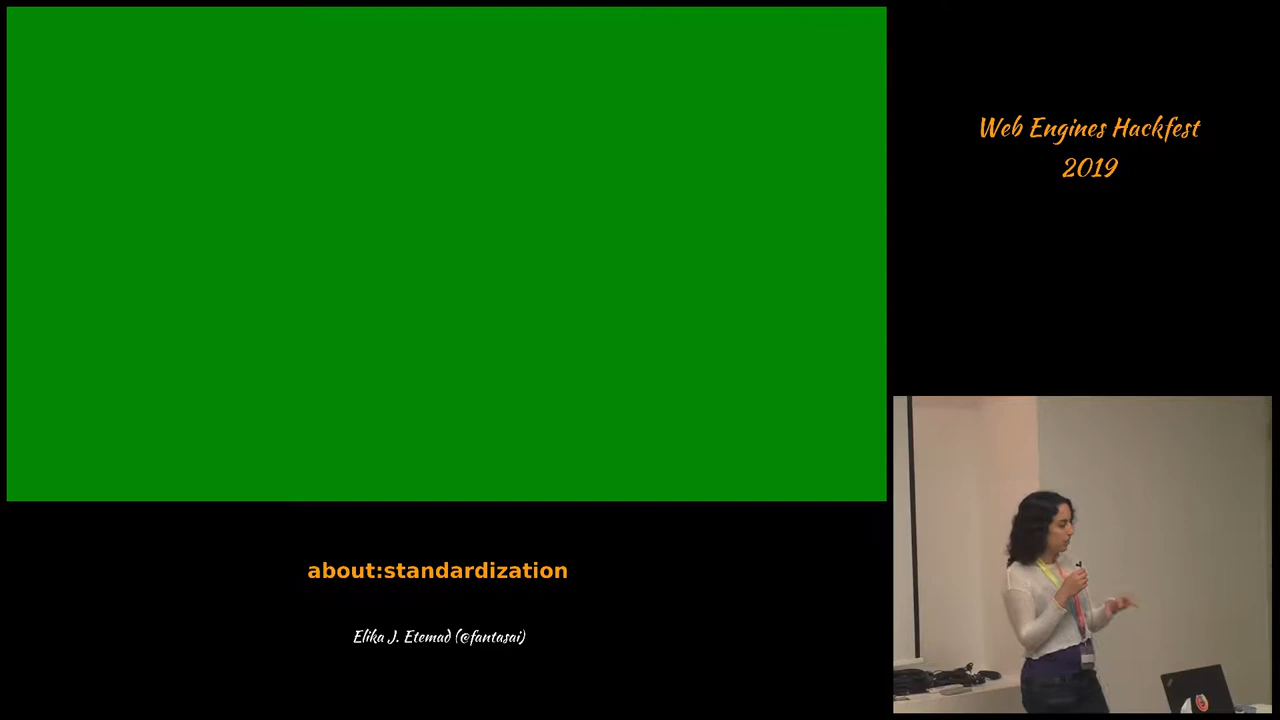 Web Engines Hackfest
2019
about:standardization
Elika J. Etemad (@fantasai)